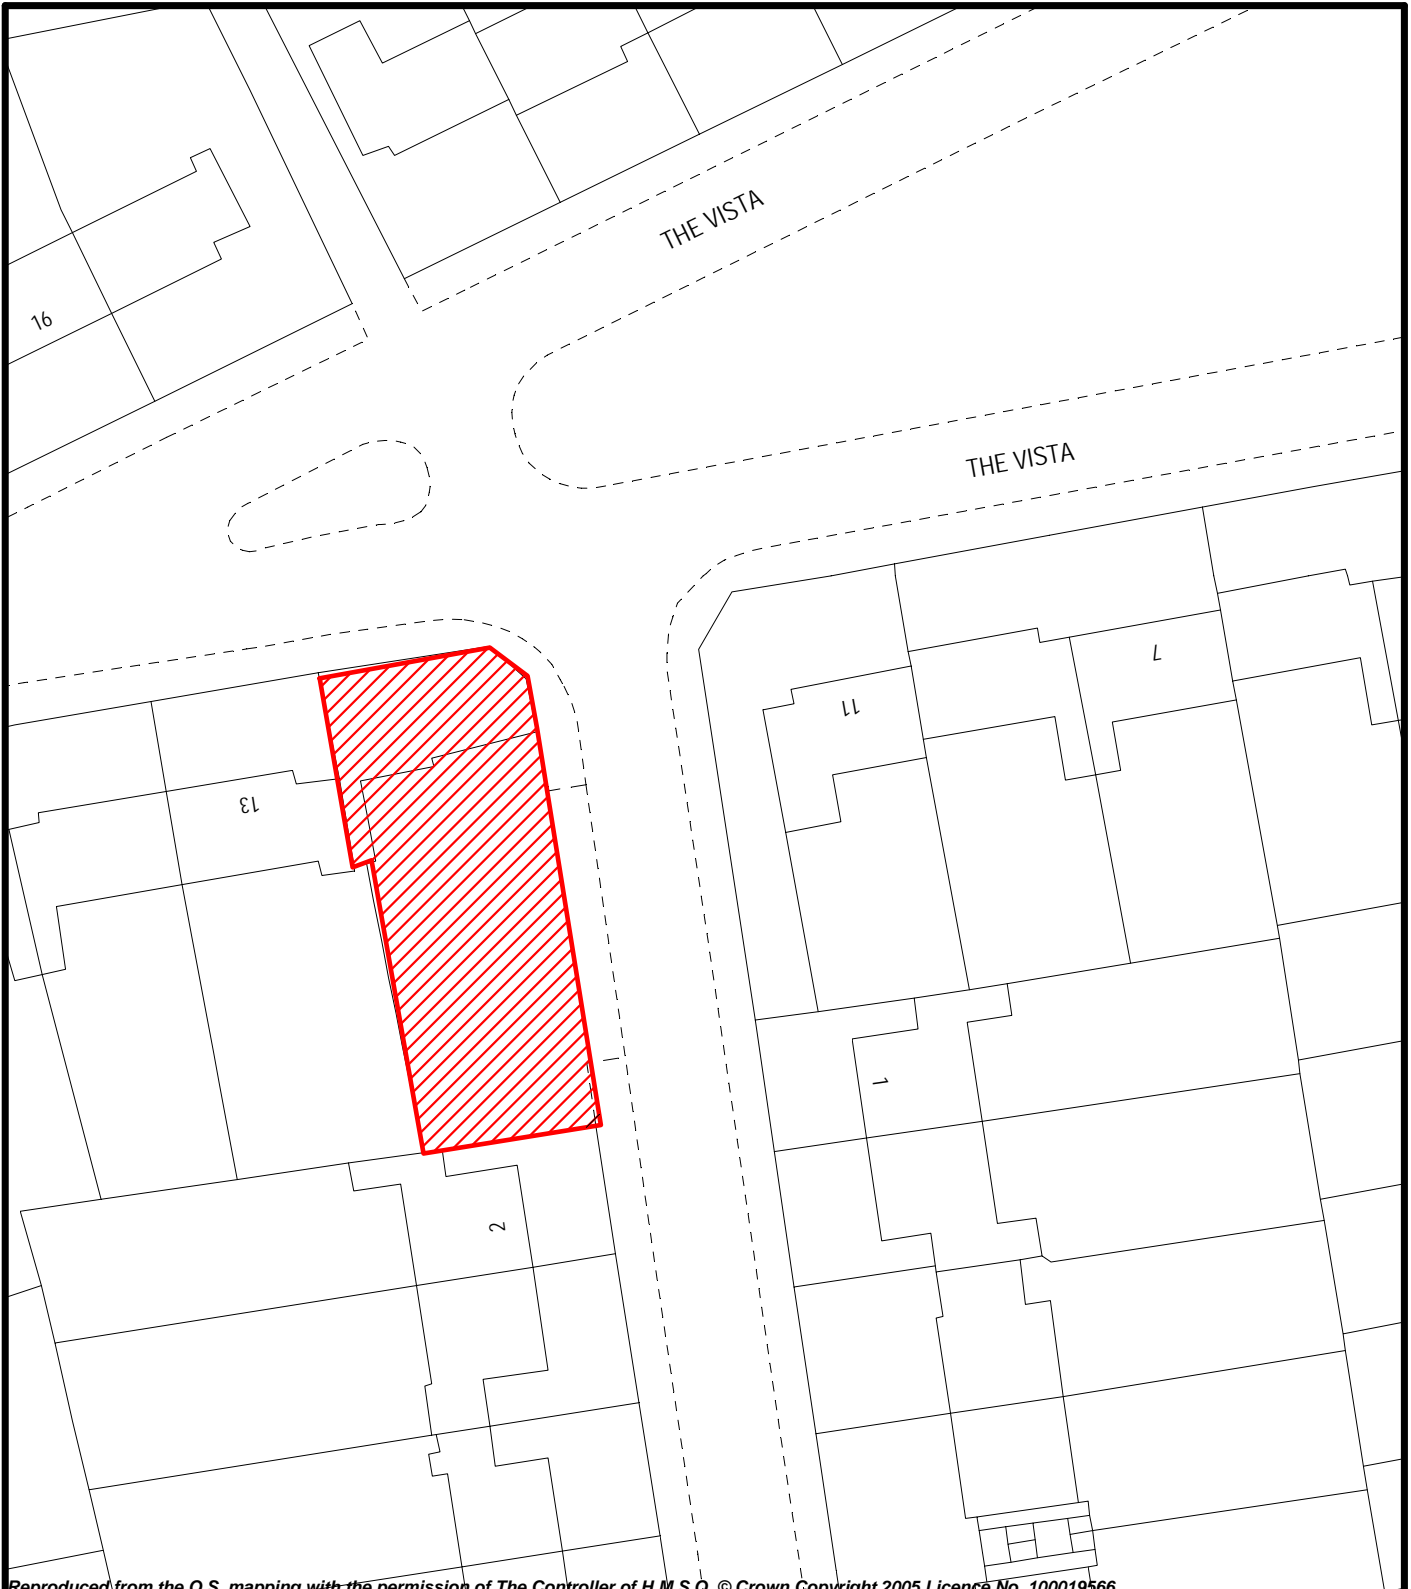 THE VISTA
16
THE VISTA
7
11
13
1
2
Reproduced from the O.S. mapping with the permission of The Controller of H.M.S.O. © Crown Copyright 2005 Licence No. 100019566